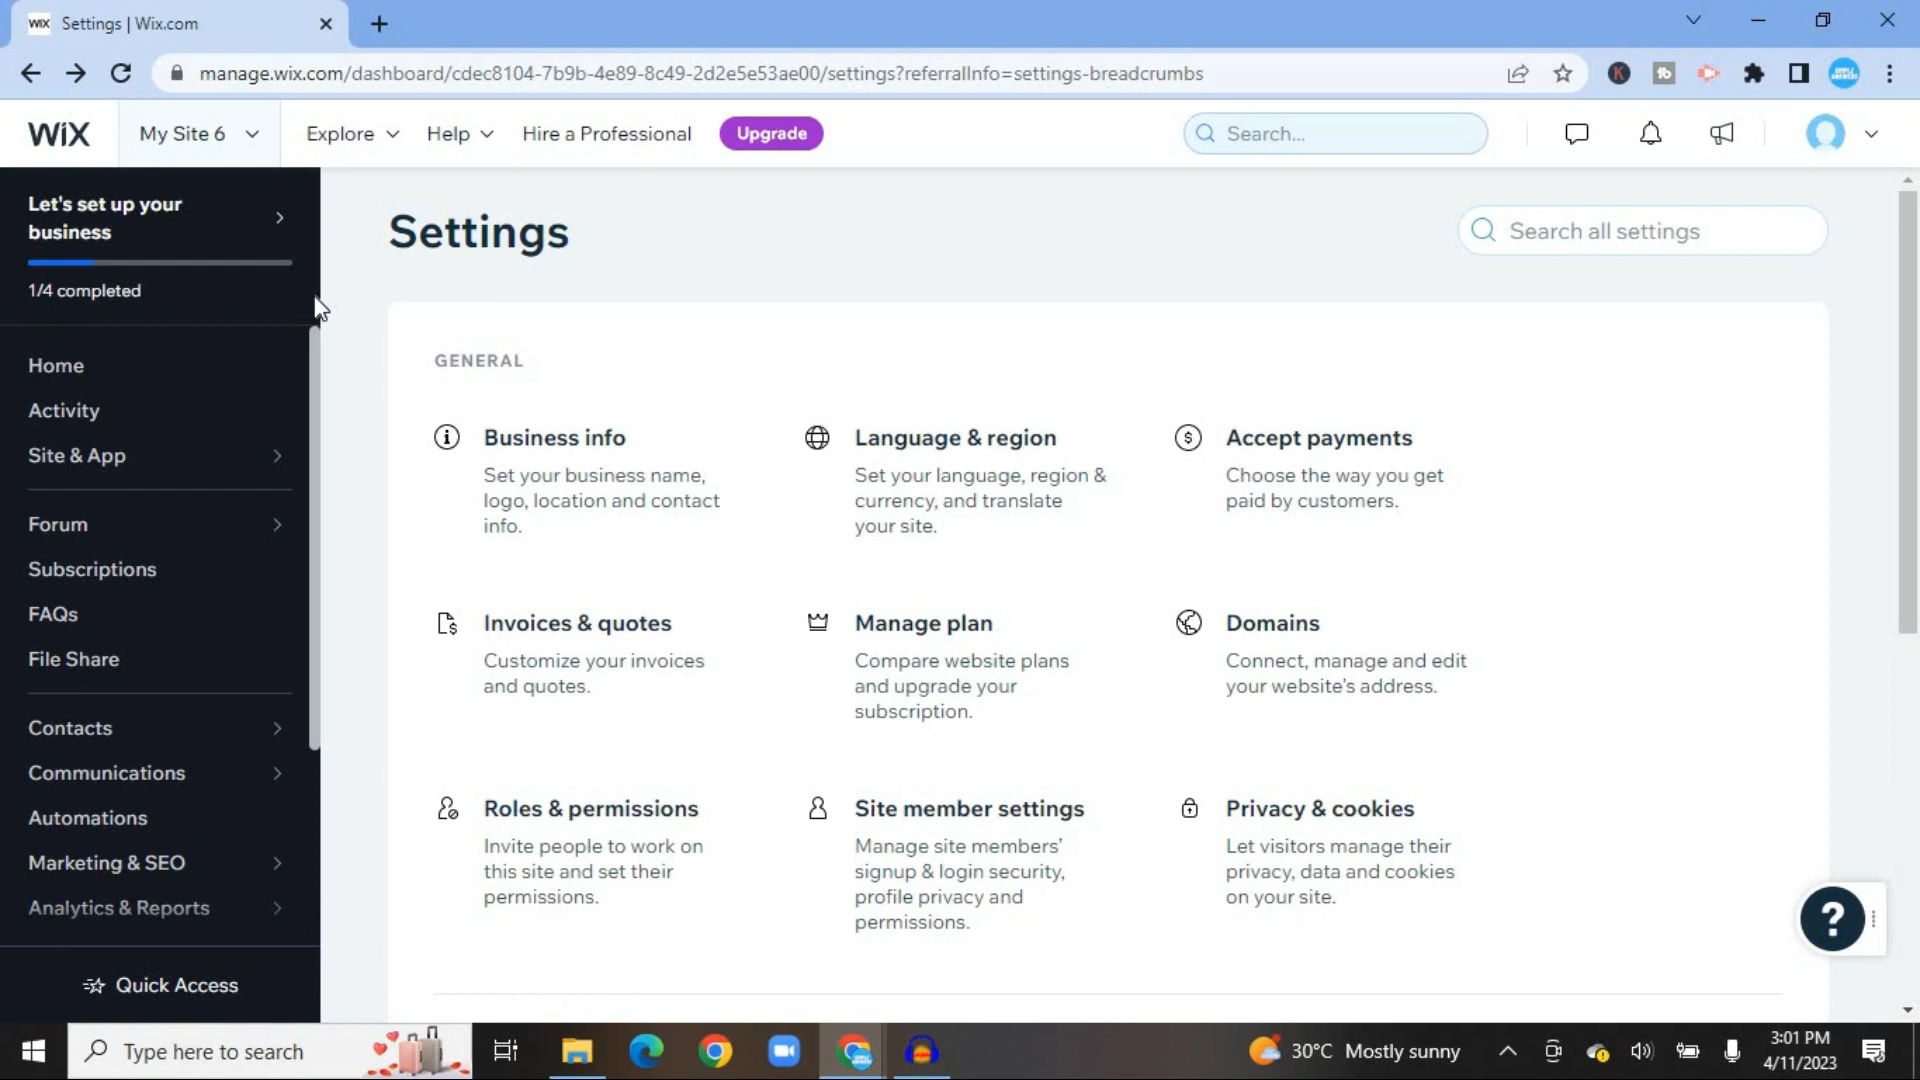 WiX Settings | Wix.com
manage.wix.com/dashboard/cdec8104-7b9b-4e89-8c49-2d2e5e53ae00/settings?referralInfo=settings-breadcrumbs
K
tb
SIMPLE
ANSWERS
WiX
My Site 6
Explore
Help
Hire a Professional
Upgrade
Search...
Let's set up your
business
1/4 completed
Home
Activity
Site & App
Forum
Subscriptions
FAQs
File Share
Contacts
Communications
Automations
Marketing & SEO
Analytics & Reports
Quick Access
Settings
Search all settings
GENERAL
Business info
Set your business name,
logo, location and contact
info.
Language & region
Set your language, region &
currency, and translate
your site.
Accept payments
Choose the way you get
paid by customers.
Invoices & quotes
Customize your invoices
and quotes.
Manage plan
Compare website plans
and upgrade your
subscription.
Domains
Connect, manage and edit
your website's address.
Roles & permissions
Invite people to work on
this site and set their
permissions.
Site member settings
Manage site members'
signup & login security,
profile privacy and
permissions.
Privacy & cookies
Let visitors manage their
privacy, data and cookies
on your site.
?
Type here to search
30°C Mostly sunny
3:01 PM
4/11/2023